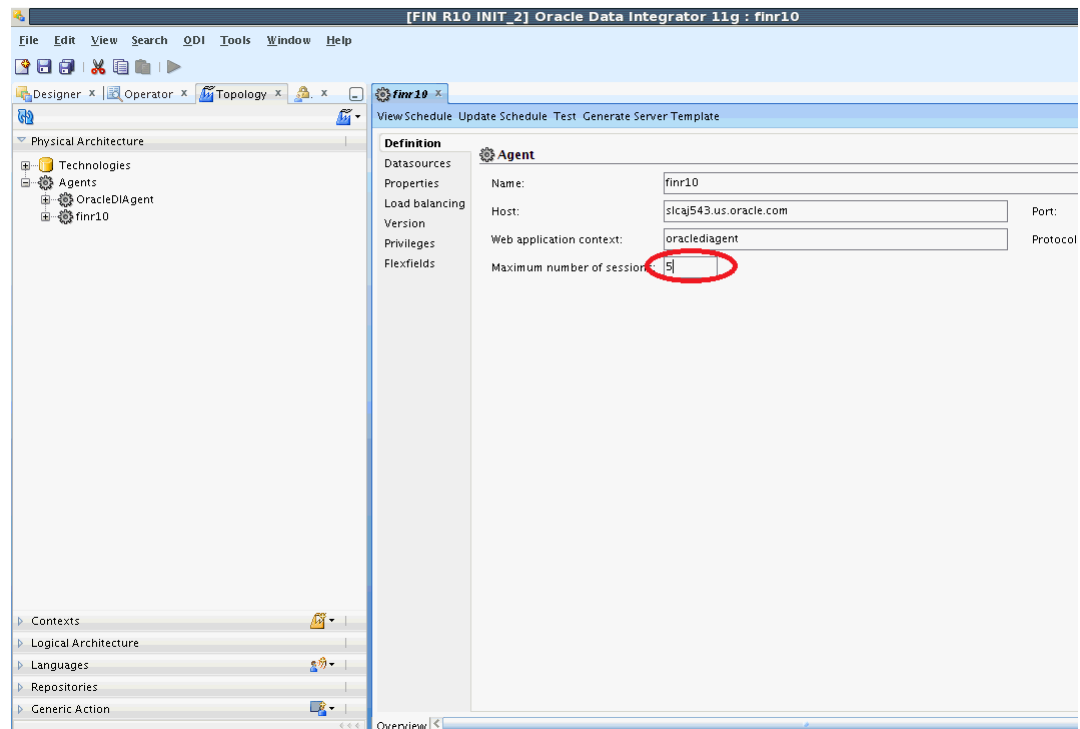 [FIN R10 INIT_2] Oracle Data Integrator 11g : finr10
File Edit View Search ODI Tools Window Help
Designer x Operator x Topology x x
finr10 x
View Schedule Update Schedule Test Generate Server Template
Physical Architecture
Technologies
Agents
OracleDIAgent
finr10
Contexts
Logical Architecture
Languages
Repositories
Generic Action
Definition
Datasources
Properties
Load balancing
Version
Privileges
Flexfields
Agent
Name: finr10
Host: slcaj543.us.oracle.com Port:
Web application context: oraclediagent Protocol
Maximum number of sessions: 5
Overview